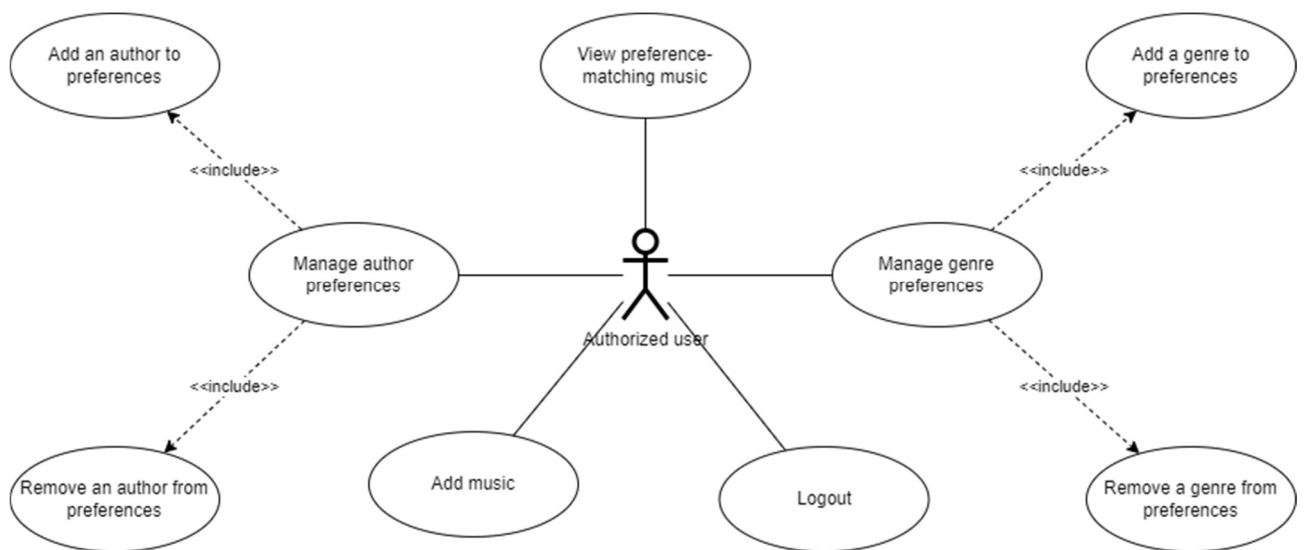 Add an author to
preferences
View preference-
matching music
Add a genre to
preferences
<<include>>
<<include>>
Manage author
preferences
Manage genre
preferences
Authorized user
<<include>>
<<include>>
Remove an author from
preferences
Add music
Logout
Remove a genre from
preferences